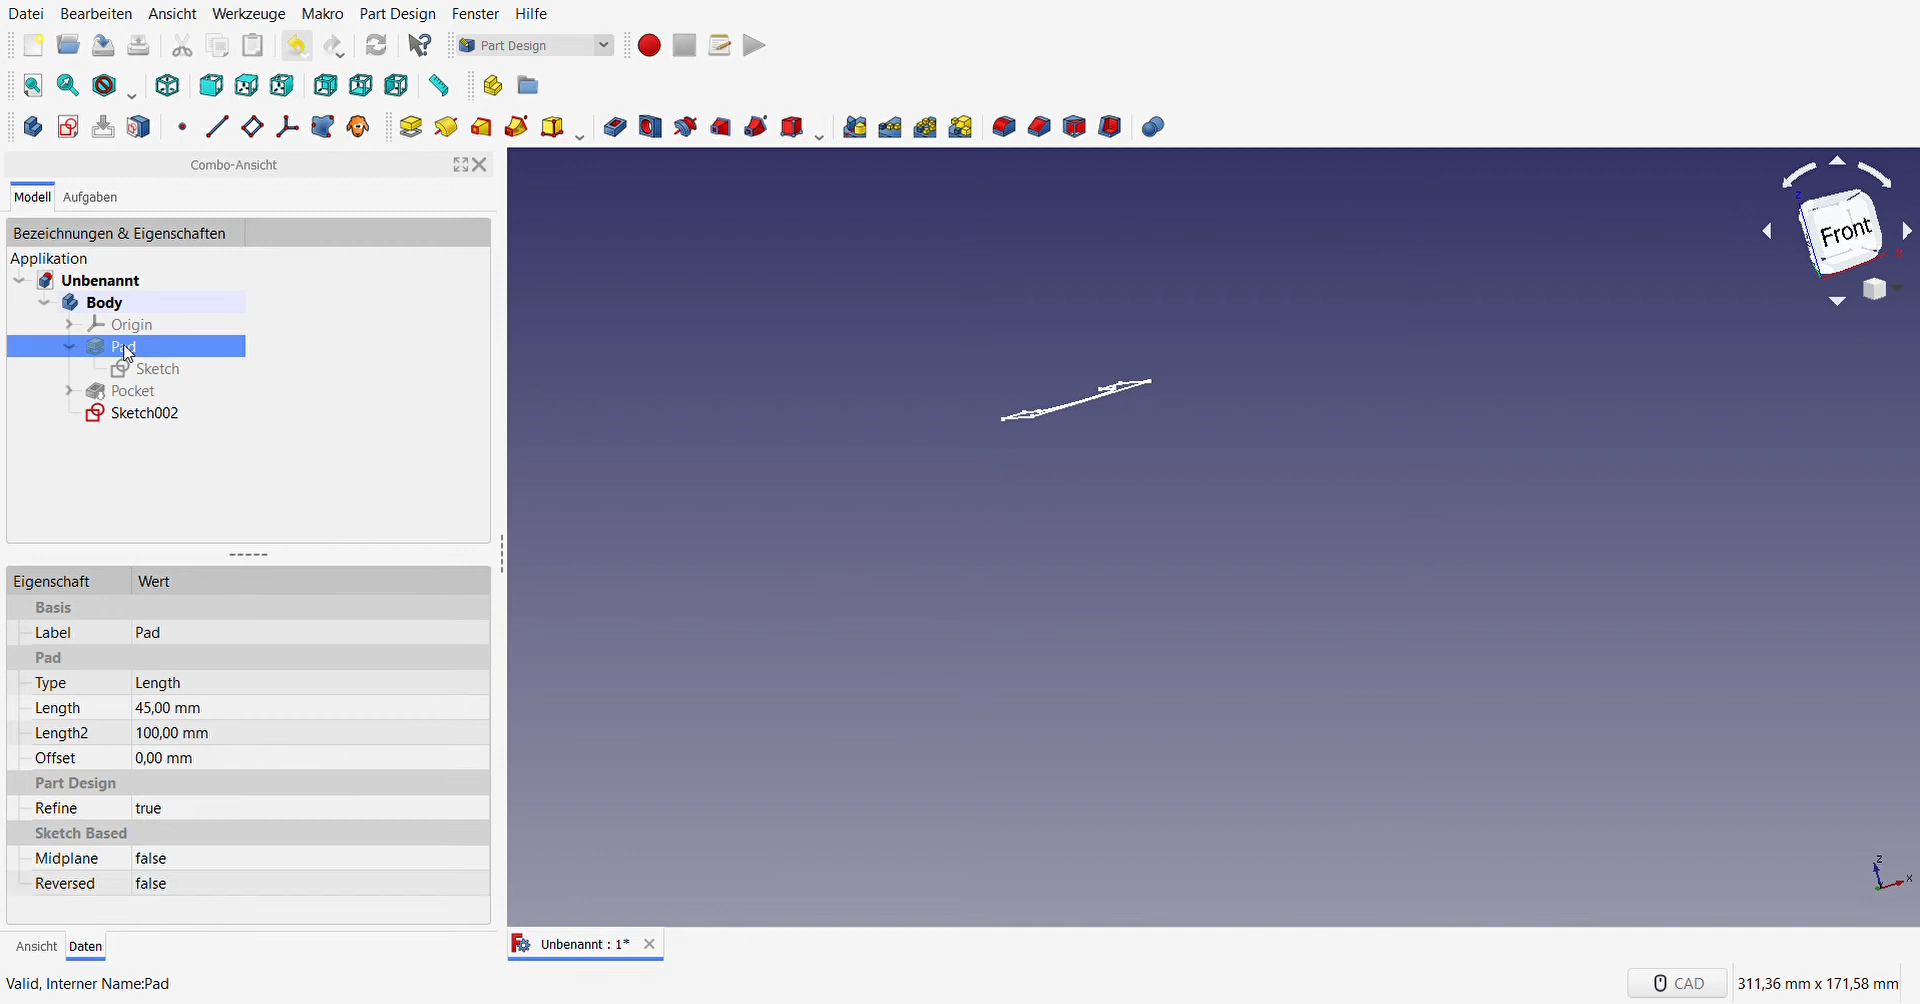 Datei Bearbeiten Ansicht Werkzeuge Makro Part Design Fenster Hilfe
Part Design
Combo-Ansicht
Modell Aufgaben
Bezeichnungen & Eigenschaften
Applikation
Unbenannt
Body
Origin
Pad
Sketch
Pocket
Sketch002
Eigenschaft Wert
Basis
Label Pad
Pad
Type Length
Length 45,00 mm
Length2 100,00 mm
Offset 0,00 mm
Part Design
Refine true
Sketch Based
Midplane false
Reversed false
Ansicht Daten
Valid, Interner Name:Pad
Z
Front
X
Z
X
Unbenannt : 1*
CAD
311,36 mm x 171,58 mm